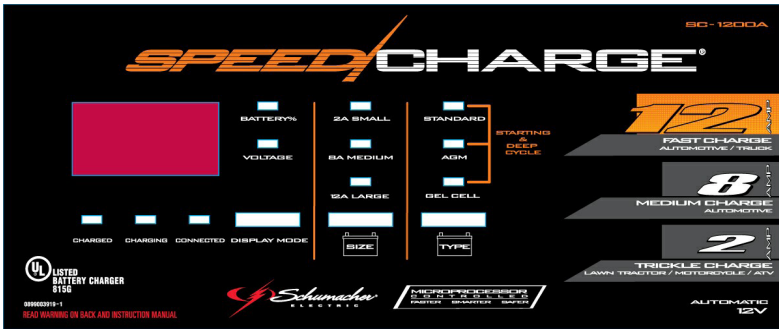 SC-1200A
SPEED/CHARGE®
BATTERY%
VOLTAGE
2A SMALL
8A MEDIUM
12A LARGE
STANDARD
AGM
GEL CELL
STARTING
&
DEEP
CYCLE
CHARGED
CHARGING
CONNECTED
DISPLAY MODE
SIZE
TYPE
12 AMP
FAST CHARGE
AUTOMOTIVE / TRUCK
8 AMP
MEDIUM CHARGE
AUTOMOTIVE
2 AMP
TRICKLE CHARGE
LAWN TRACTOR / MOTORCYCLE / ATV
UL
LISTED
BATTERY CHARGER
815G
0099003919-1
READ WARNING ON BACK AND INSTRUCTION MANUAL
Schumacher
ELECTRIC
MICROPROCESSOR
CONTROLLED
FASTER SMARTER SAFER
AUTOMATIC
12V